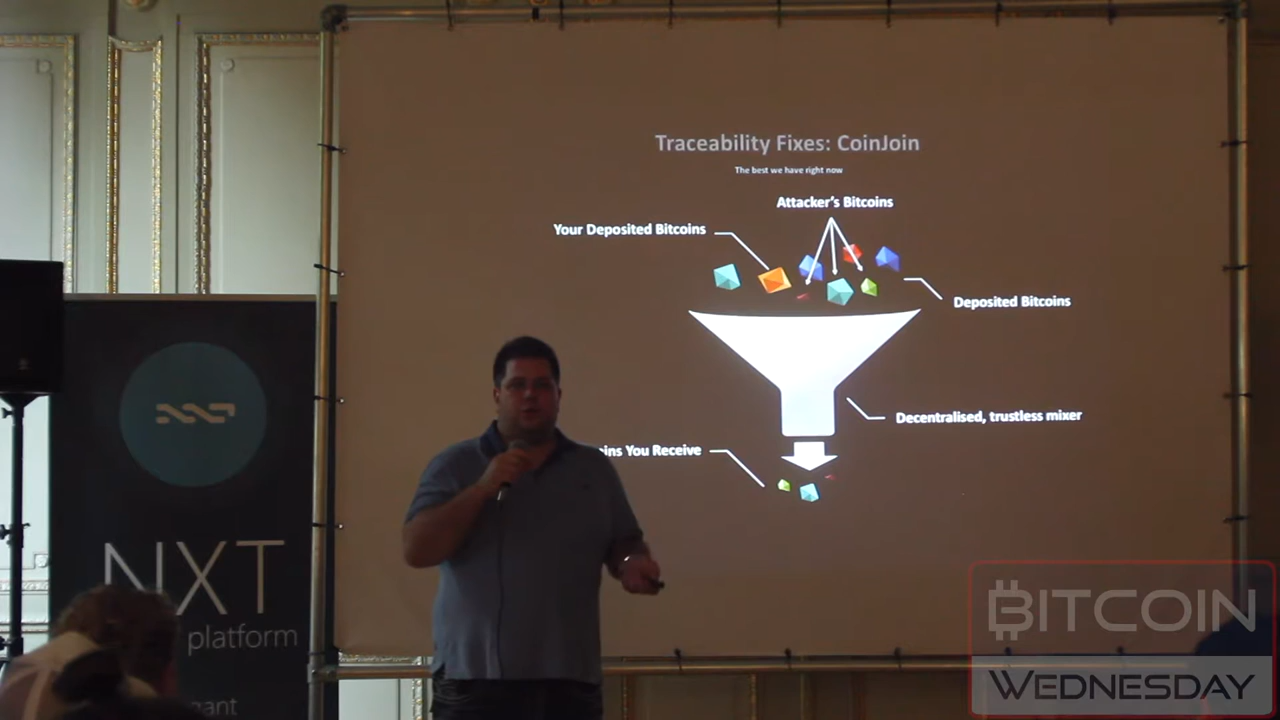 Traceability Fixes: CoinJoin
The best we have right now
Attacker's Bitcoins
Your Deposited Bitcoins
Deposited Bitcoins
Decentralised, trustless mixer
You Receive
NXT
platform
BITCOIN
WEDNESDAY